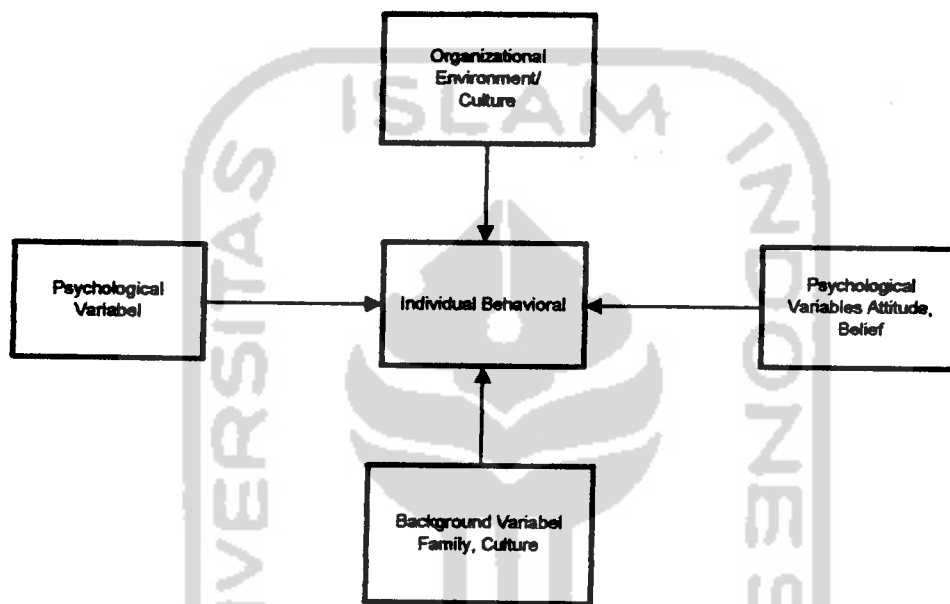 Organizational
Environment/
Culture
ISLAM
UNIVERSITAS
INDONESIA
Psychological
Variabel
Individual Behavioral
Psychological
Variables Attitude,
Belief
Background Variabel
Family, Culture